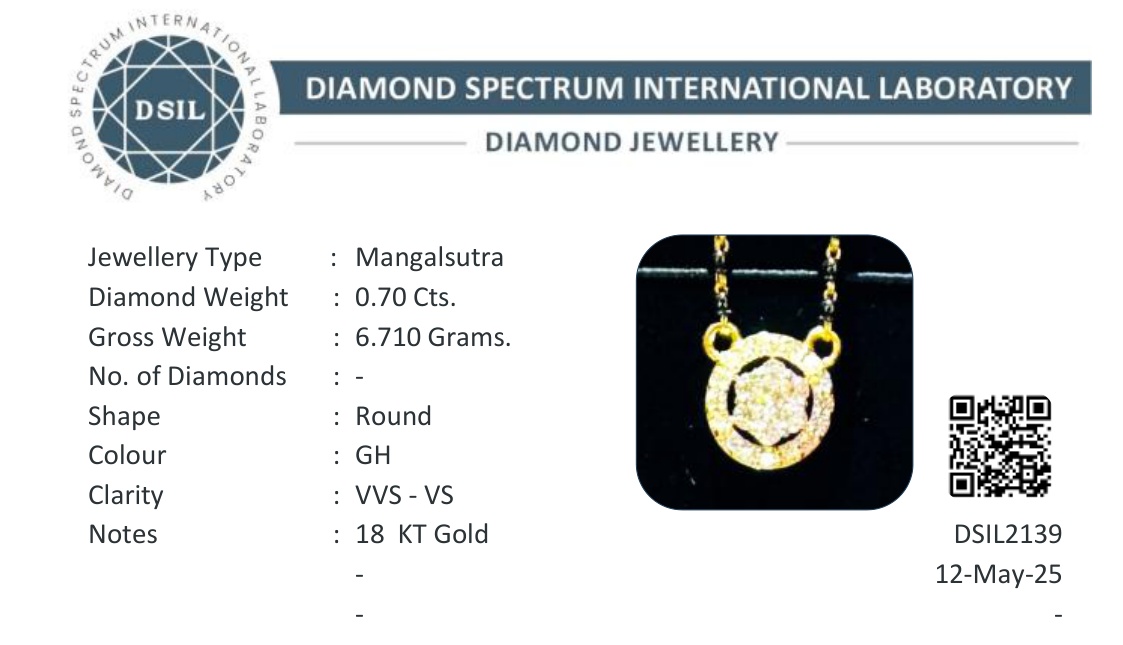 DIAMOND SPECTRUM INTERNATIONAL LABORATORY
DSIL
DIAMOND SPECTRUM INTERNATIONAL LABORATORY
DIAMOND JEWELLERY
Jewellery Type : Mangalsutra
Diamond Weight : 0.70 Cts.
Gross Weight : 6.710 Grams.
No. of Diamonds : -
Shape : Round
Colour : GH
Clarity : VVS - VS
Notes : 18 KT Gold
-
-
DSIL2139
12-May-25
-